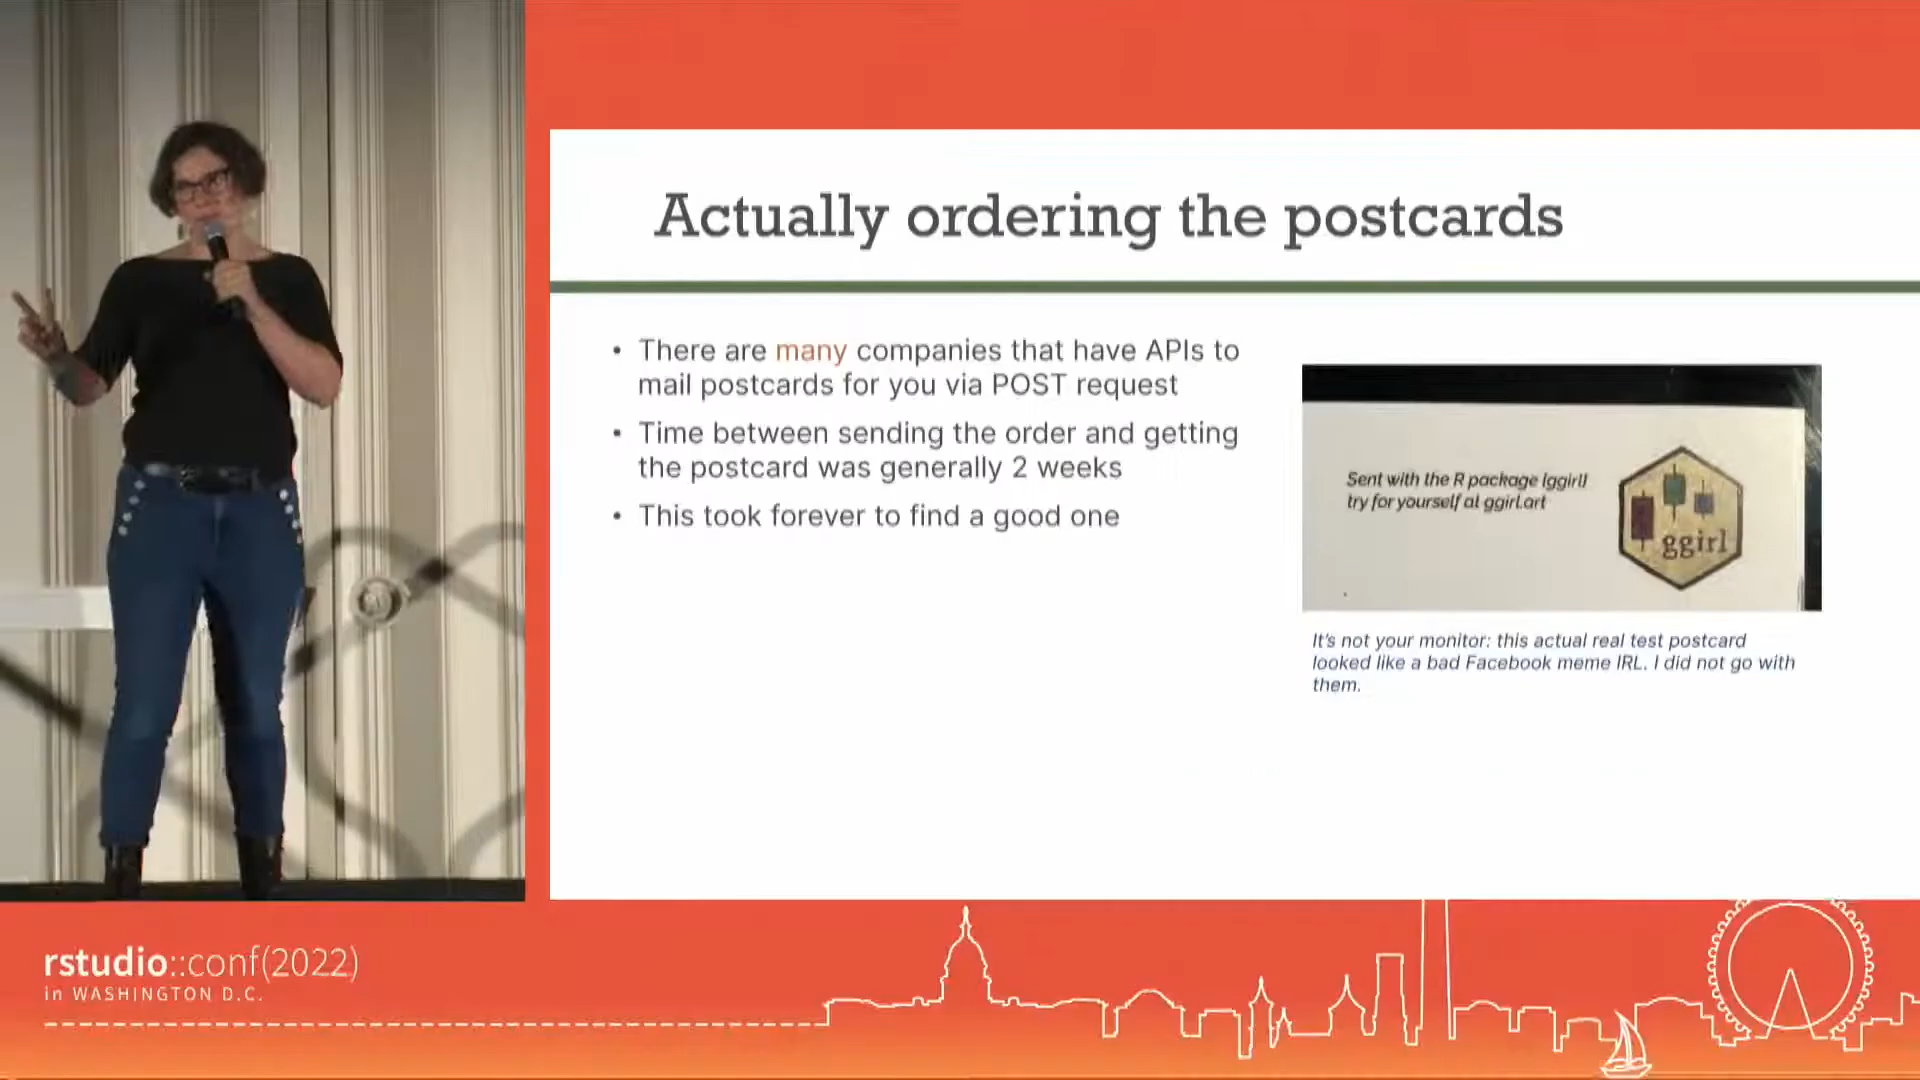 Actually ordering the postcards
• There are many companies that have APIs to
mail postcards for you via POST request
• Time between sending the order and getting
the postcard was generally 2 weeks
• This took forever to find a good one
Sent with the R package {ggirl}
try for yourself at ggirl.art
ggirl
It's not your monitor: this actual real test postcard
looked like a bad Facebook meme IRL. I did not go with
them.
rstudio::conf(2022)
in WASHINGTON D.C.